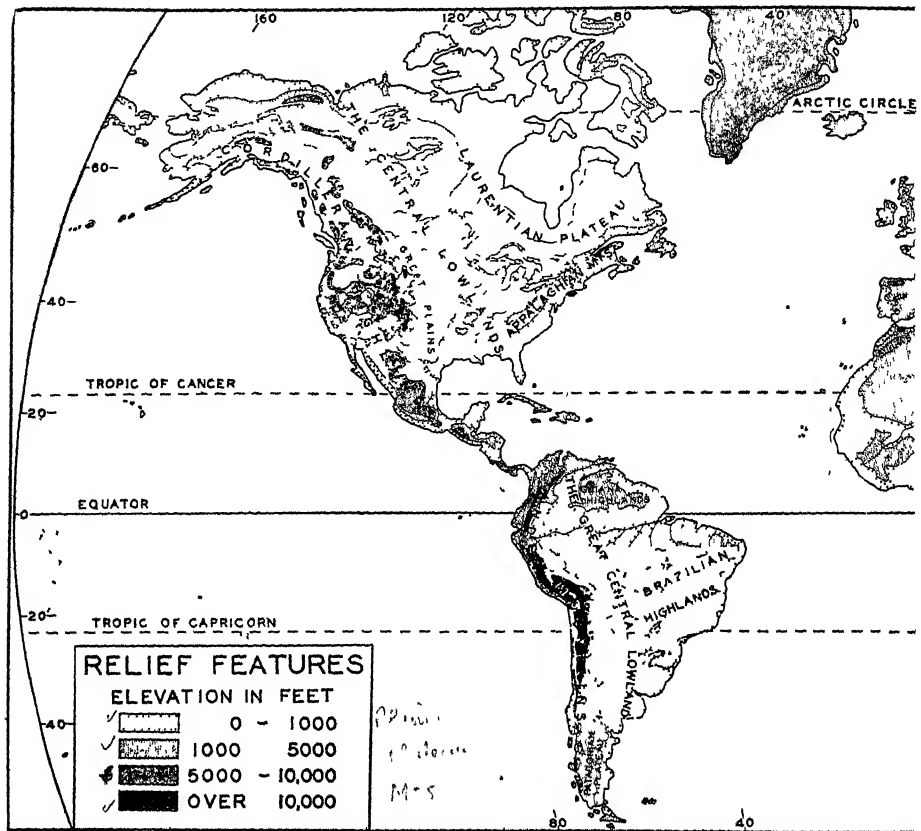 160 120 80 40
ARCTIC CIRCLE
THE CORDILLERAN
THE CENTRAL LOWLANDS
LAURENTIAN PLATEAU
60
GREAT PLAINS
APPALACHIAN MTS
40
TROPIC OF CANCER
20
EQUATOR
0
HIGHLANDS
THE GREAT CENTRAL LOWLAND
BRAZILIAN
HIGHLANDS
20
TROPIC OF CAPRICORN
RELIEF FEATURES
ELEVATION IN FEET
0 - 1000
1000 5000
5000 - 10,000
OVER 10,000
40
80 40